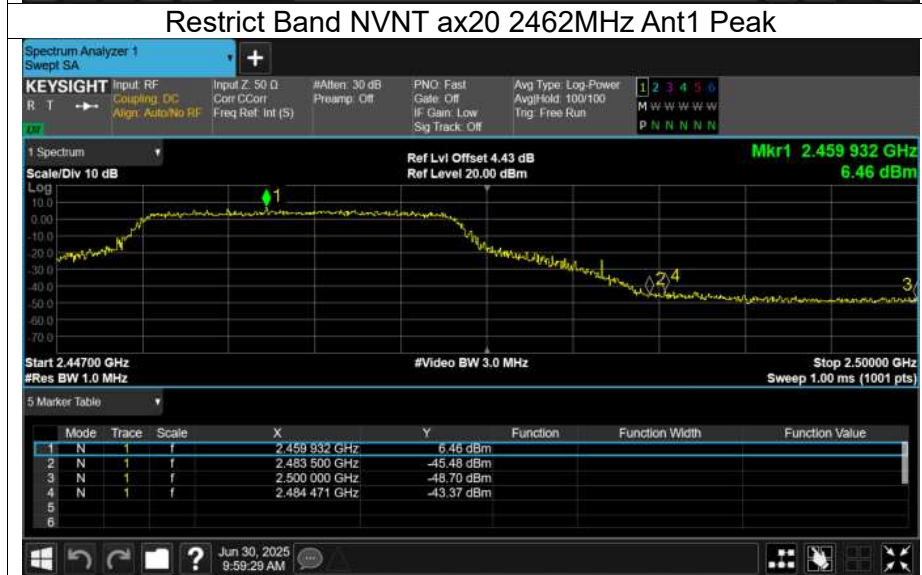 Restrict Band NVNT ax20 2462MHz Ant1 Peak
Spectrum Analyzer 1
Swept SA
+
KEYSIGHT
R T
Input: RF
Coupling: DC
Align: Auto/No RF
Input Z: 50 Ω
Corr CCorr
Freq Ref: Int (S)
#Atten: 30 dB
Preamp: Off
PNO: Fast
Gate: Off
IF Gain: Low
Sig Track: Off
Avg Type: Log-Power
Avg|Hold: 100/100
Trig: Free Run
1 2 3 4 5 6
M W W W W W
P N N N N N
1 Spectrum
Scale/Div 10 dB
Ref Lvl Offset 4.43 dB
Ref Level 20.00 dBm
Mkr1 2.459 932 GHz
6.46 dBm
Log
10.0
0.00
-10.0
-20.0
-30.0
-40.0
-50.0
-60.0
-70.0
1
2
4
3
Start 2.44700 GHz
#Res BW 1.0 MHz
#Video BW 3.0 MHz
Stop 2.50000 GHz
Sweep 1.00 ms (1001 pts)
5 Marker Table
Mode Trace Scale X Y Function Function Width Function Value
1 N 1 f 2.459 932 GHz 6.46 dBm
2 N 1 f 2.483 500 GHz -45.48 dBm
3 N 1 f 2.500 000 GHz -48.70 dBm
4 N 1 f 2.484 471 GHz -43.37 dBm
5
6
?
Jun 30, 2025
9:59:29 AM